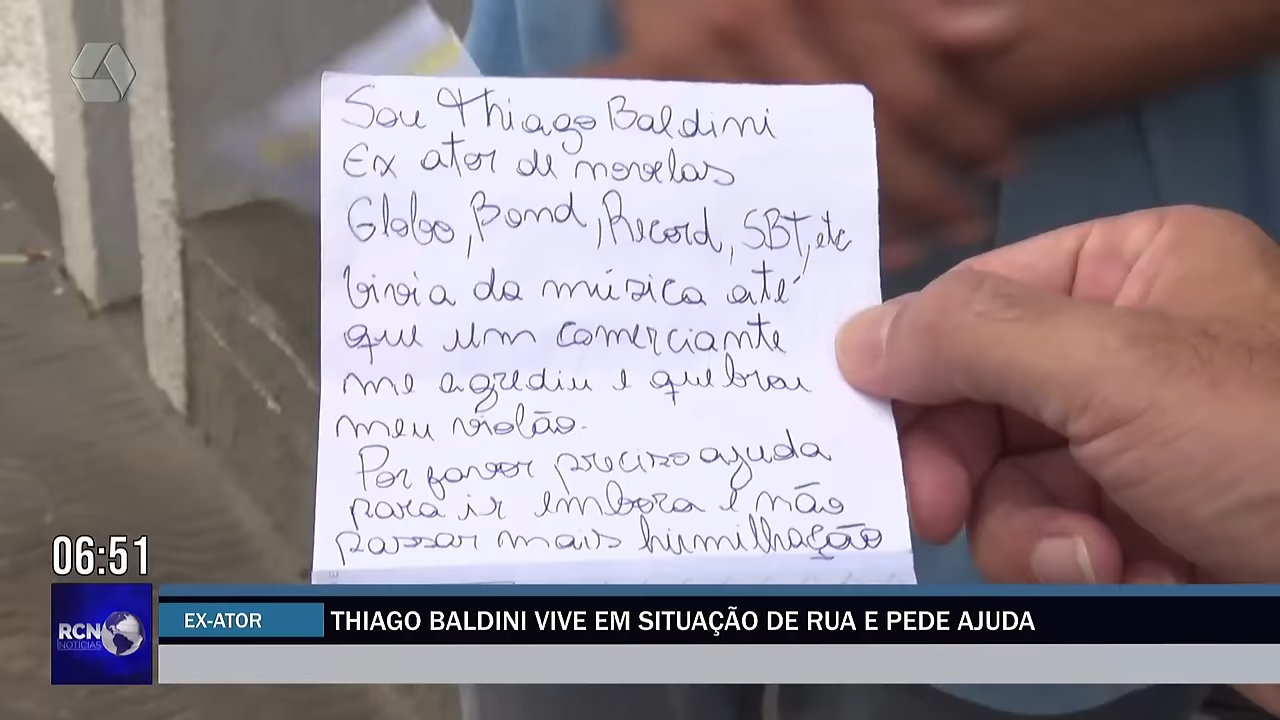 Sou Thiago Baldini
Ex ator de novelas
Globo, Band, Record, SBT, etc
Vivia da música até
que um comerciante
me agrediu e quebrou
meu violão.
Por favor preciso ajuda
para ir embora e não
passar mais humilhação
06:51
RCN
NOTÍCIAS
EX-ATOR
THIAGO BALDINI VIVE EM SITUAÇÃO DE RUA E PEDE AJUDA